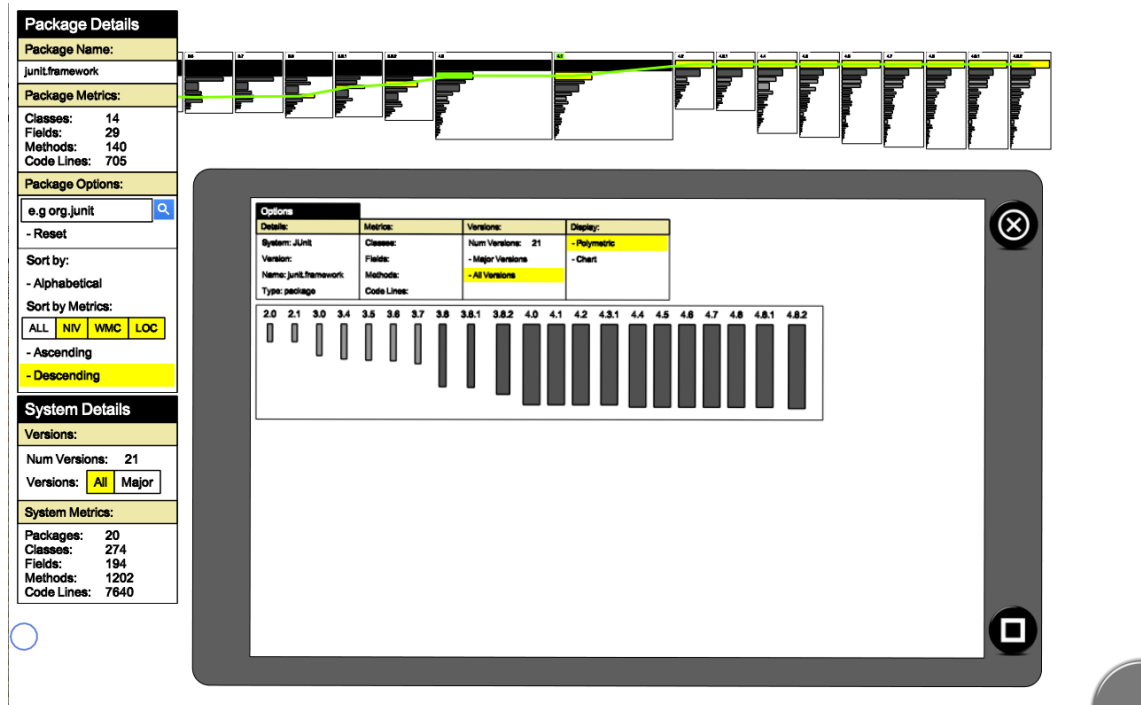 Package Details
Package Name:
junit.framework
Package Metrics:
Classes: 14
Fields: 29
Methods: 140
Code Lines: 705
Package Options:
e.g org.junit
- Reset
Sort by:
- Alphabetical
Sort by Metrics:
ALL NIV WMC LOC
- Ascending
- Descending
System Details
Versions:
Num Versions: 21
Versions: All Major
System Metrics:
Packages: 20
Classes: 274
Fields: 194
Methods: 1202
Code Lines: 7640
Options
Details: Metrics: Versions: Display:
System: JUnit Classes: Num Versions: 21 - Polymetric
Version: Fields: - Major Versions - Chart
Name: junit.framework Methods: - All Versions
Type: package Code Lines:
2.0 2.1 3.0 3.4 3.5 3.6 3.7 3.8 3.8.1 3.8.2 4.0 4.1 4.2 4.3.1 4.4 4.5 4.6 4.7 4.8 4.8.1 4.8.2